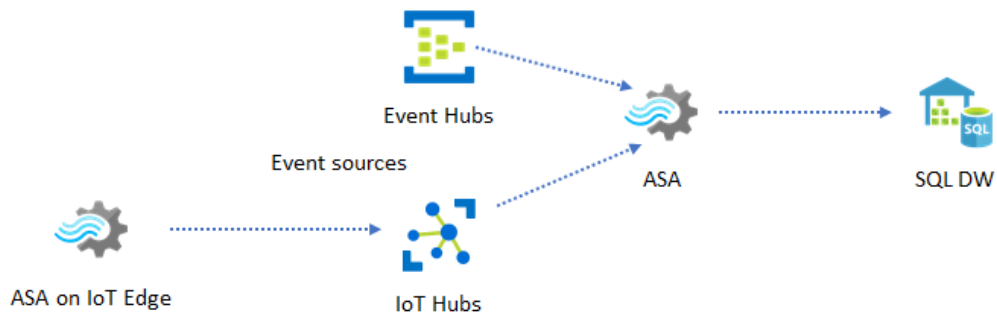 Event Hubs
Event sources
ASA
SQL
SQL DW
ASA on IoT Edge
IoT Hubs